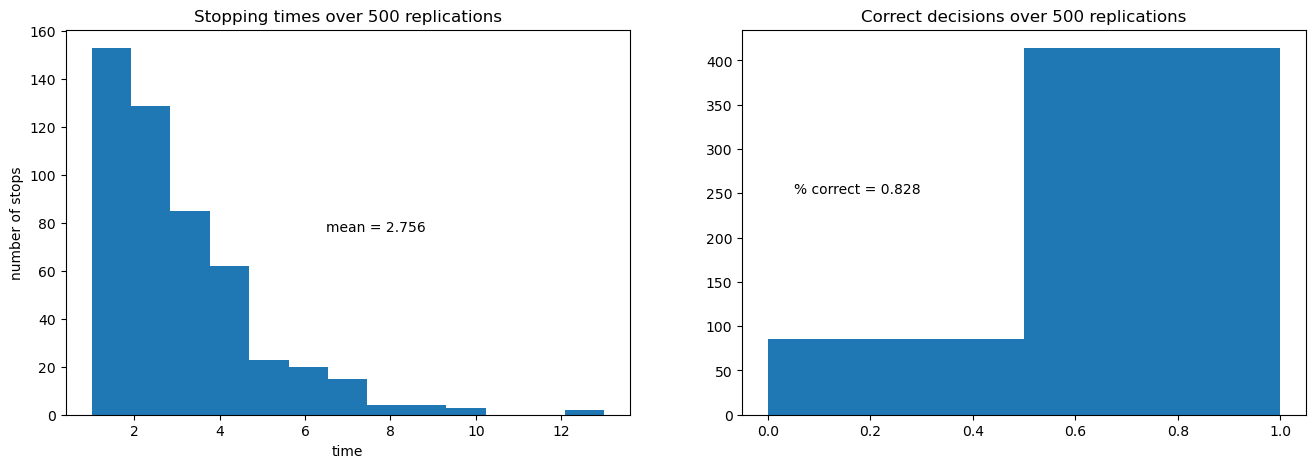 Stopping times over 500 replications
160
140
120
100
80
60
40
20
0
number of stops
mean = 2.756
2 4 6 8 10 12
time
Correct decisions over 500 replications
400
350
300
250
200
150
100
50
0
% correct = 0.828
0.0 0.2 0.4 0.6 0.8 1.0